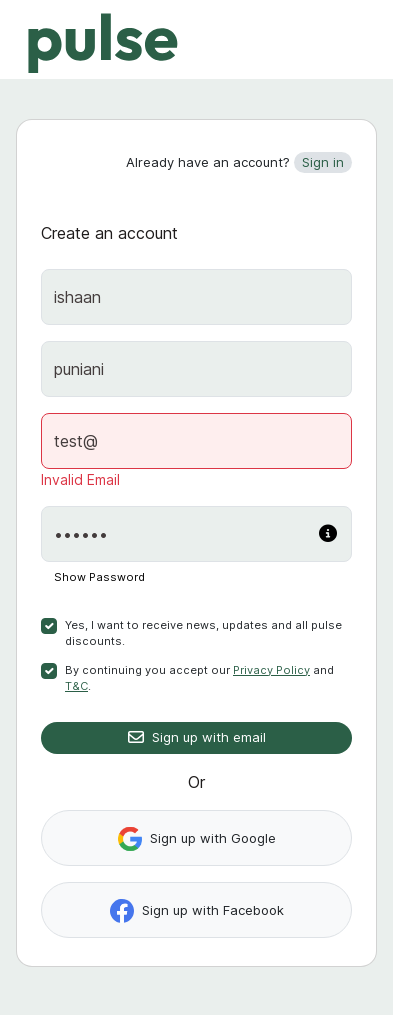 pulse
Already have an account? Sign in
Create an account
ishaan
puniani
test@
Invalid Email
••••••
Show Password
Yes, I want to receive news, updates and all pulse
discounts.
By continuing you accept our Privacy Policy and
T&C.
Sign up with email
Or
Sign up with Google
Sign up with Facebook